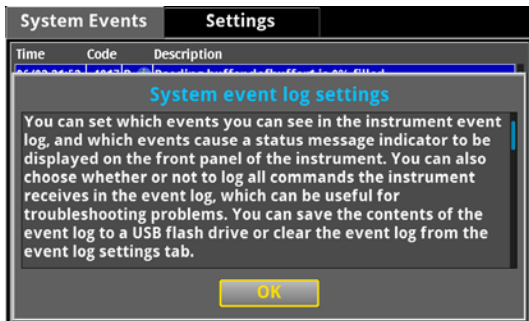 System Events Settings
Time Code Description
System event log settings
You can set which events you can see in the instrument event
log, and which events cause a status message indicator to be
displayed on the front panel of the instrument. You can also
choose whether or not to log all commands the instrument
receives in the event log, which can be useful for
troubleshooting problems. You can save the contents of the
event log to a USB flash drive or clear the event log from the
event log settings tab.
OK